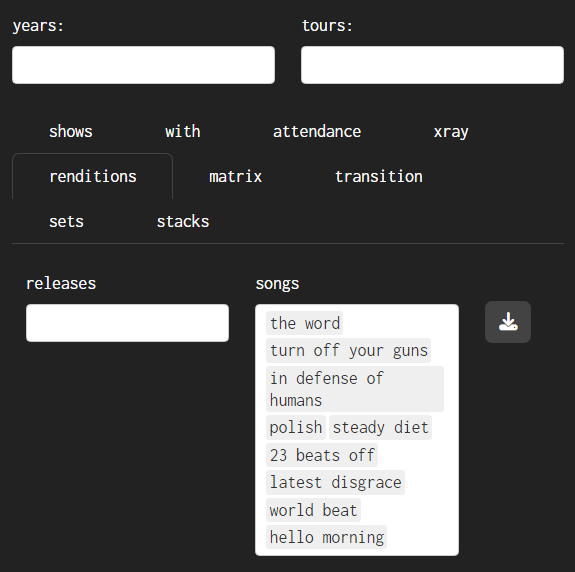 years: tours:
shows with attendance xray
renditions matrix transition
sets stacks
releases songs
the word
turn off your guns
in defense of
humans
polish steady diet
23 beats off
latest disgrace
world beat
hello morning